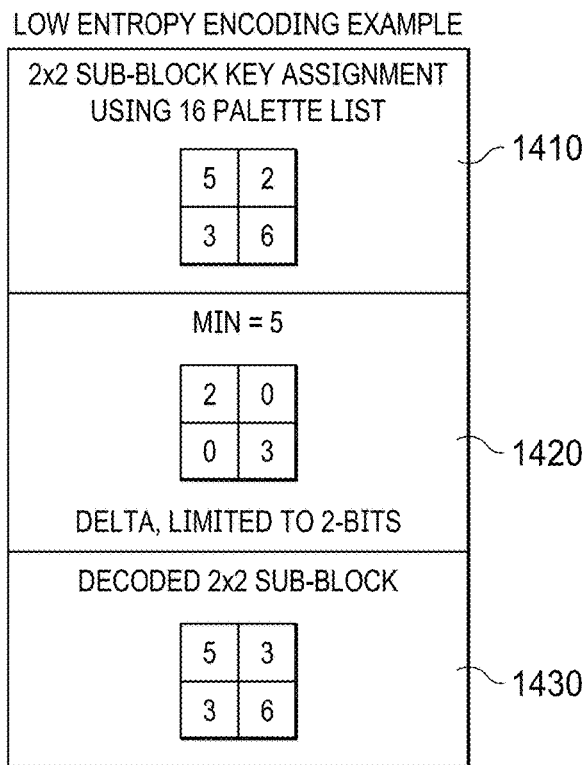 LOW ENTROPY ENCODING EXAMPLE
2x2 SUB-BLOCK KEY ASSIGNMENT
USING 16 PALETTE LIST
5 2
3 6
1410
MIN = 5
2 0
0 3
DELTA, LIMITED TO 2-BITS
1420
DECODED 2x2 SUB-BLOCK
5 3
3 6
1430